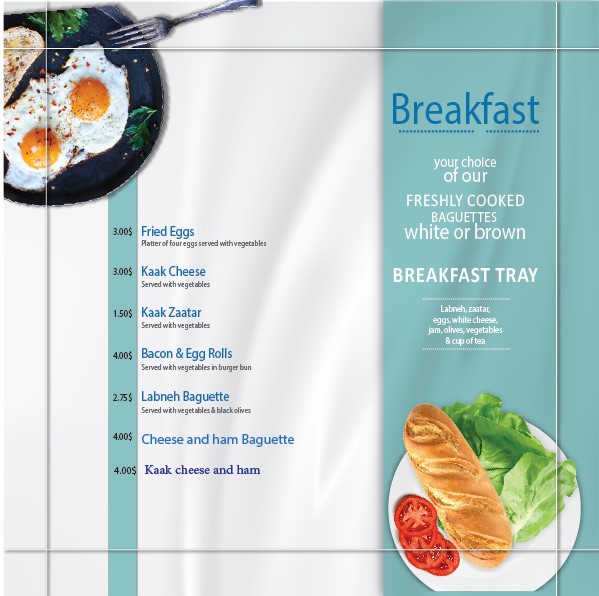 Breakfast
your choice
of our
FRESHLY COOKED
BAGUETTES
white or brown
BREAKFAST TRAY
Labneh, zaatar,
eggs, white cheese,
jam, olives, vegetables
& cup of tea
3.00$ Fried Eggs
Platter of four eggs served with vegetables
3.00$ Kaak Cheese
Served with vegetables
1.50$ Kaak Zaatar
Served with vegetables
4.00$ Bacon & Egg Rolls
Served with vegetables in burger bun
2.75$ Labneh Baguette
Served with vegetables & black olives
4.00$ Cheese and ham Baguette
4.00$ Kaak cheese and ham